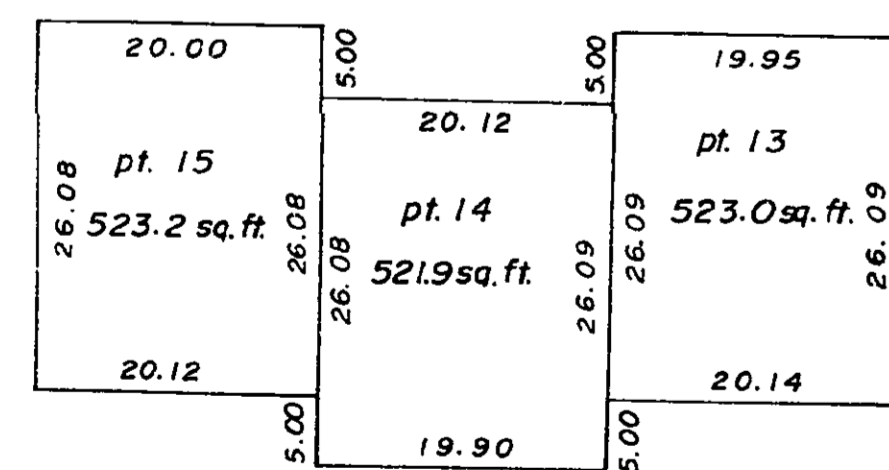 20.00
pt. 15
26.08
523.2 sq. ft.
26.08
20.12
5.00
5.00
20.12
pt. 14
26.08
521.9 sq. ft.
26.09
19.90
5.00
5.00
19.95
pt. 13
26.09
523.0 sq. ft.
26.09
20.14